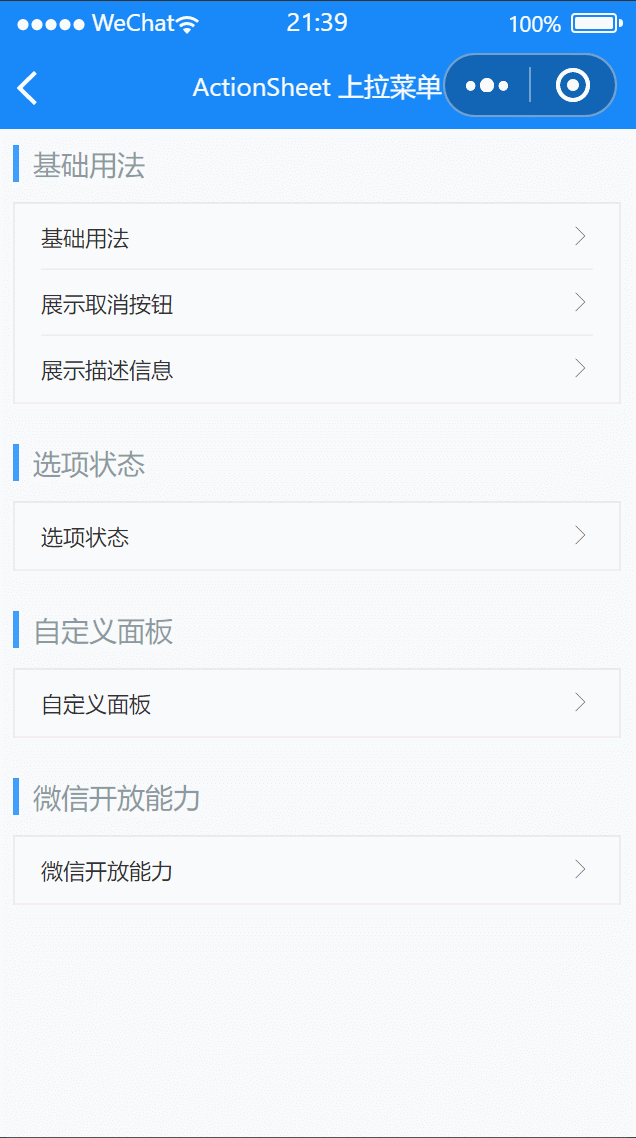 WeChat 21:39 100%
ActionSheet 上拉菜单
基础用法
基础用法
展示取消按钮
展示描述信息
选项状态
选项状态
自定义面板
自定义面板
微信开放能力
微信开放能力